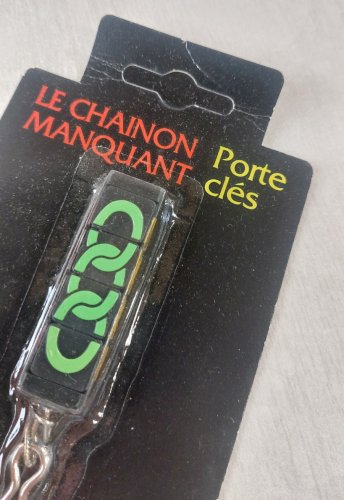 LE CHAINON
MANQUANT
Porte
clés